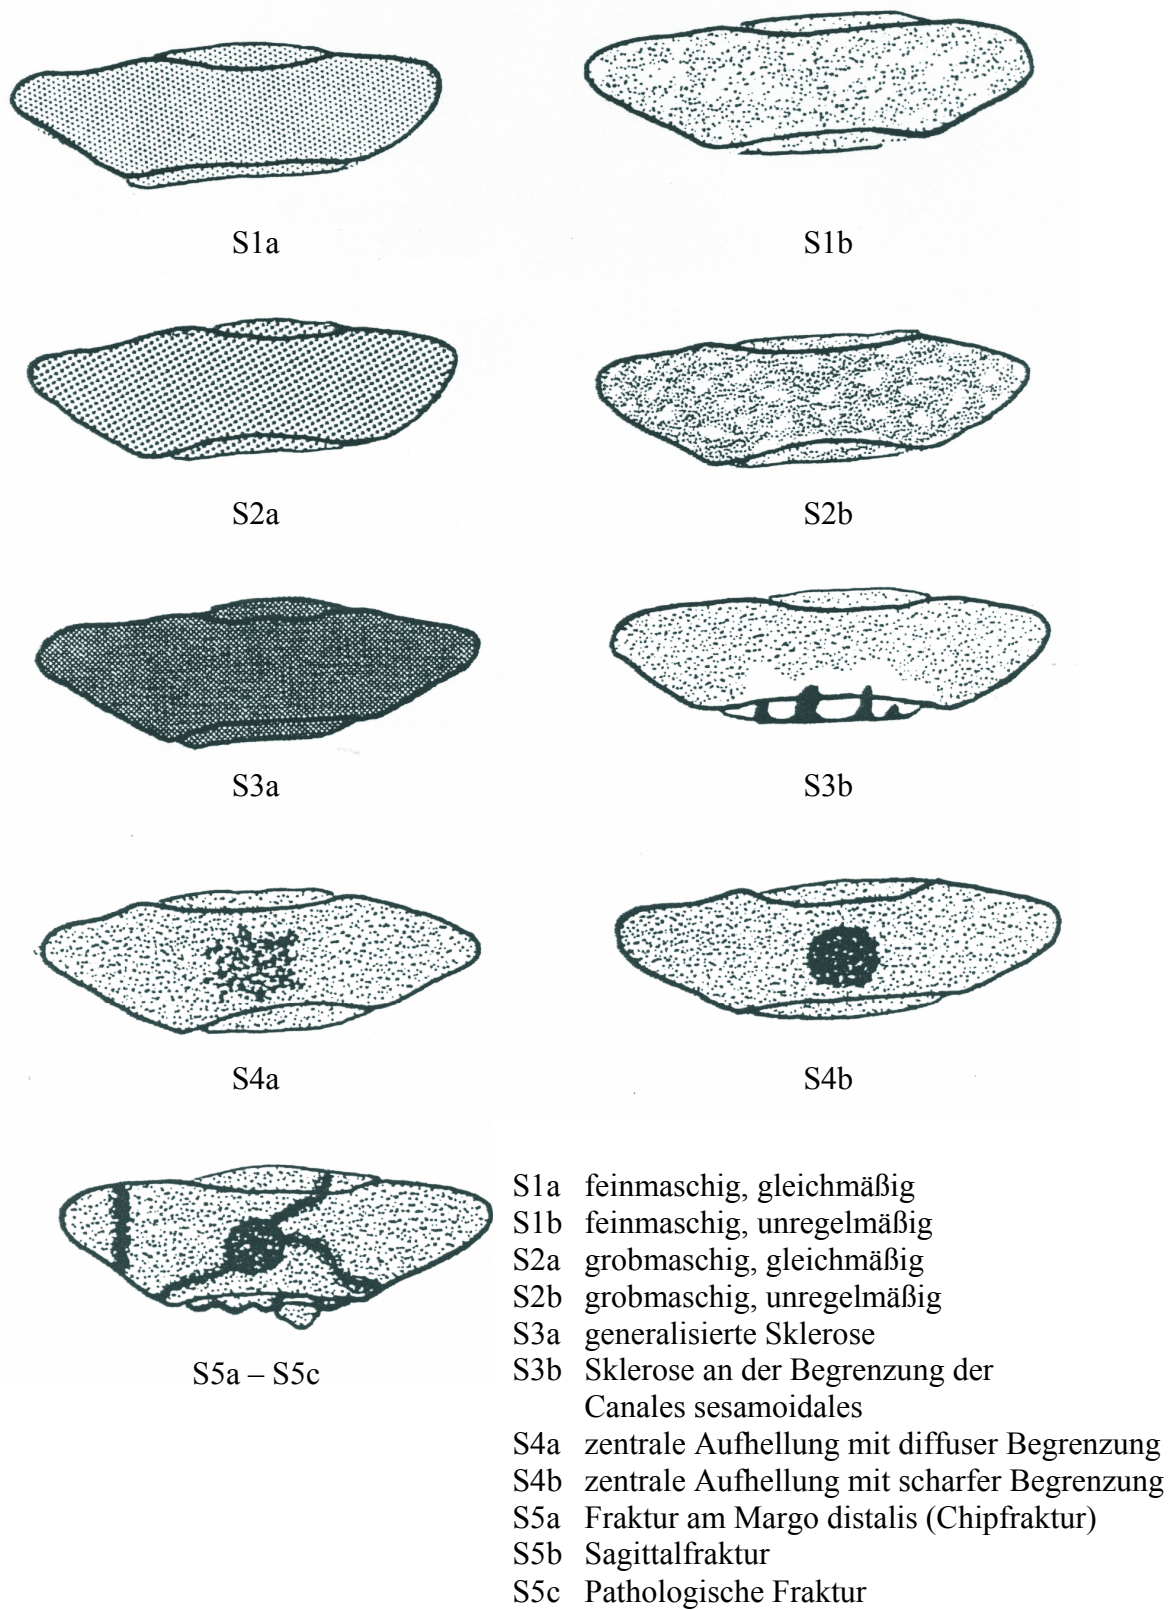 S1a
S1b
S2a
S2b
S3a
S3b
S4a
S4b
S5a – S5c
S1a feinmaschig, gleichmäßig
S1b feinmaschig, unregelmäßig
S2a grobmaschig, gleichmäßig
S2b grobmaschig, unregelmäßig
S3a generalisierte Sklerose
S3b Sklerose an der Begrenzung der
Canales sesamoidales
S4a zentrale Aufhellung mit diffuser Begrenzung
S4b zentrale Aufhellung mit scharfer Begrenzung
S5a Fraktur am Margo distalis (Chipfraktur)
S5b Sagittalfraktur
S5c Pathologische Fraktur